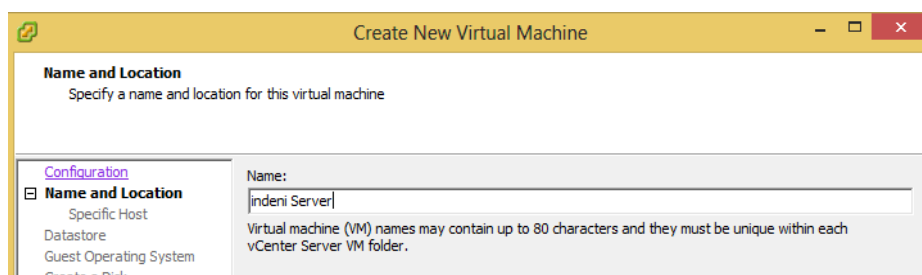 Create New Virtual Machine
Name and Location
Specify a name and location for this virtual machine
Configuration
Name and Location
Specific Host
Datastore
Guest Operating System
Create a Disk
Name:
indeni Server
Virtual machine (VM) names may contain up to 80 characters and they must be unique within each
vCenter Server VM folder.